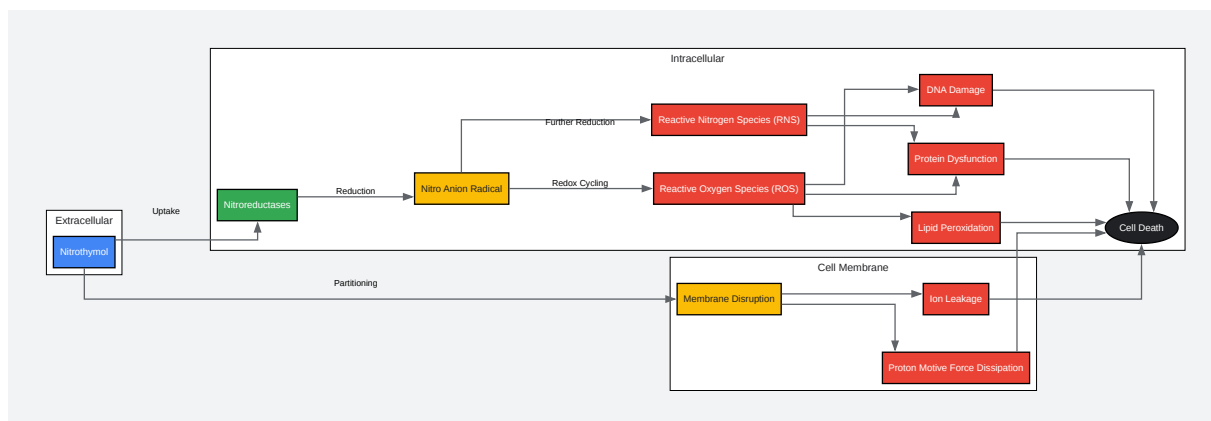 Intracellular
DNA Damage
Reactive Nitrogen Species (RNS)
Further Reduction
Protein Dysfunction
Nitro Anion Radical
Redox Cycling
Reactive Oxygen Species (ROS)
Reduction
Nitroreductases
Uptake
Extracellular
Nitrothymol
Lipid Peroxidation
Cell Death
Cell Membrane
Partitioning
Membrane Disruption
Ion Leakage
Proton Motive Force Dissipation